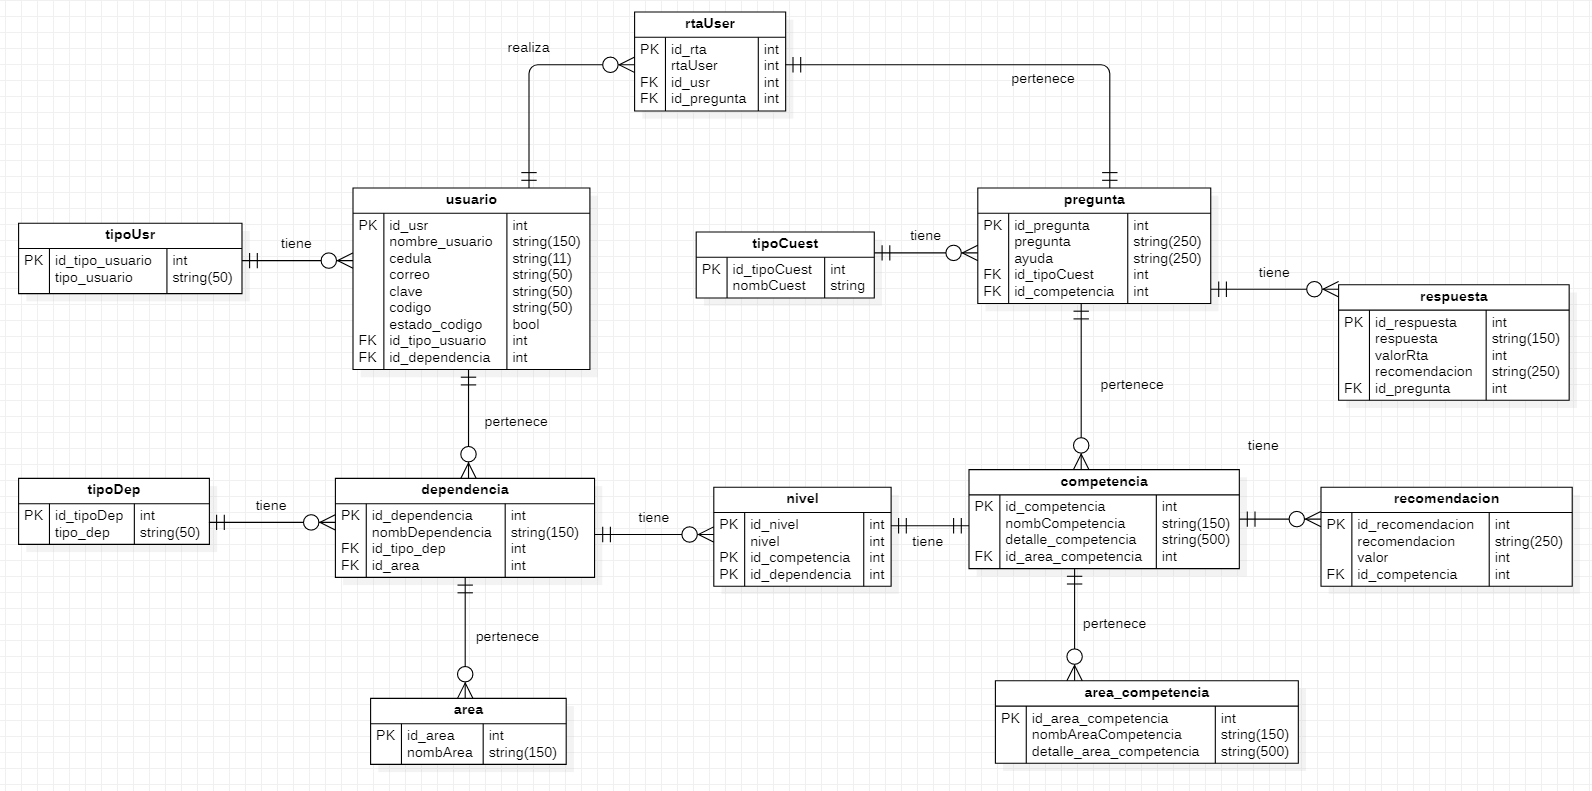 rtaUser
PK id_rta int
rtaUser int
FK id_usr int
FK id_pregunta int
realiza
pertenece
usuario
PK id_usr int
nombre_usuario string(150)
cedula string(11)
correo string(50)
clave string(50)
codigo string(50)
estado_codigo bool
FK id_tipo_usuario int
FK id_dependencia int
tipoUsr
PK id_tipo_usuario int
tipo_usuario string(50)
tiene
tipoCuest
PK id_tipoCuest int
nombCuest string
tiene
pregunta
PK id_pregunta int
pregunta string(250)
ayuda string(250)
FK id_tipoCuest int
FK id_competencia int
tiene
respuesta
PK id_respuesta int
respuesta string(150)
valorRta int
recomendacion string(250)
FK id_pregunta int
pertenece
pertenece
tiene
tipoDep
PK id_tipoDep int
tipo_dep string(50)
tiene
dependencia
PK id_dependencia int
nombDependencia string(150)
FK id_tipo_dep int
FK id_area int
tiene
nivel
PK id_nivel int
nivel int
PK id_competencia int
PK id_dependencia int
tiene
competencia
PK id_competencia int
nombCompetencia string(150)
detalle_competencia string(500)
FK id_area_competencia int
recomendacion
PK id_recomendacion int
recomendacion string(250)
valor int
FK id_competencia int
pertenece
pertenece
area
PK id_area int
nombArea string(150)
area_competencia
PK id_area_competencia int
nombAreaCompetencia string(150)
detalle_area_competencia string(500)